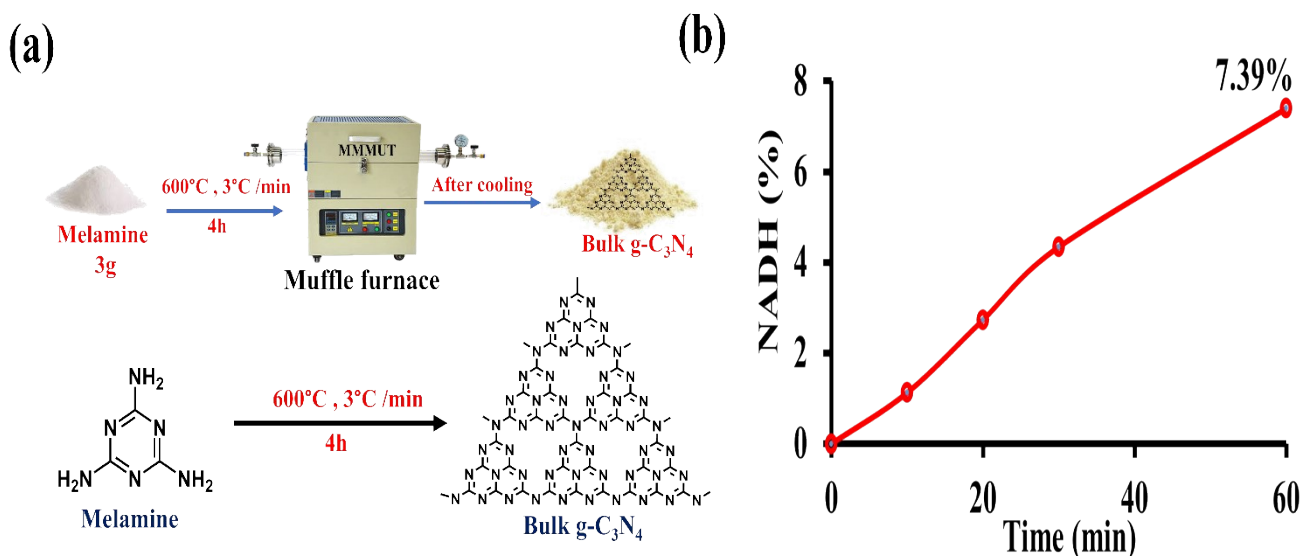 (a)
600°C , 3°C /min
4h
Melamine
3g
MMMUT
Muffle furnace
After cooling
Bulk g-C₃N₄
NH₂
N
N
N
H₂N
NH₂
Melamine
600°C , 3°C /min
4h
Bulk g-C₃N₄
(b)
7.39%
NADH (%)
8
6
4
2
0
0 20 40 60
Time (min)